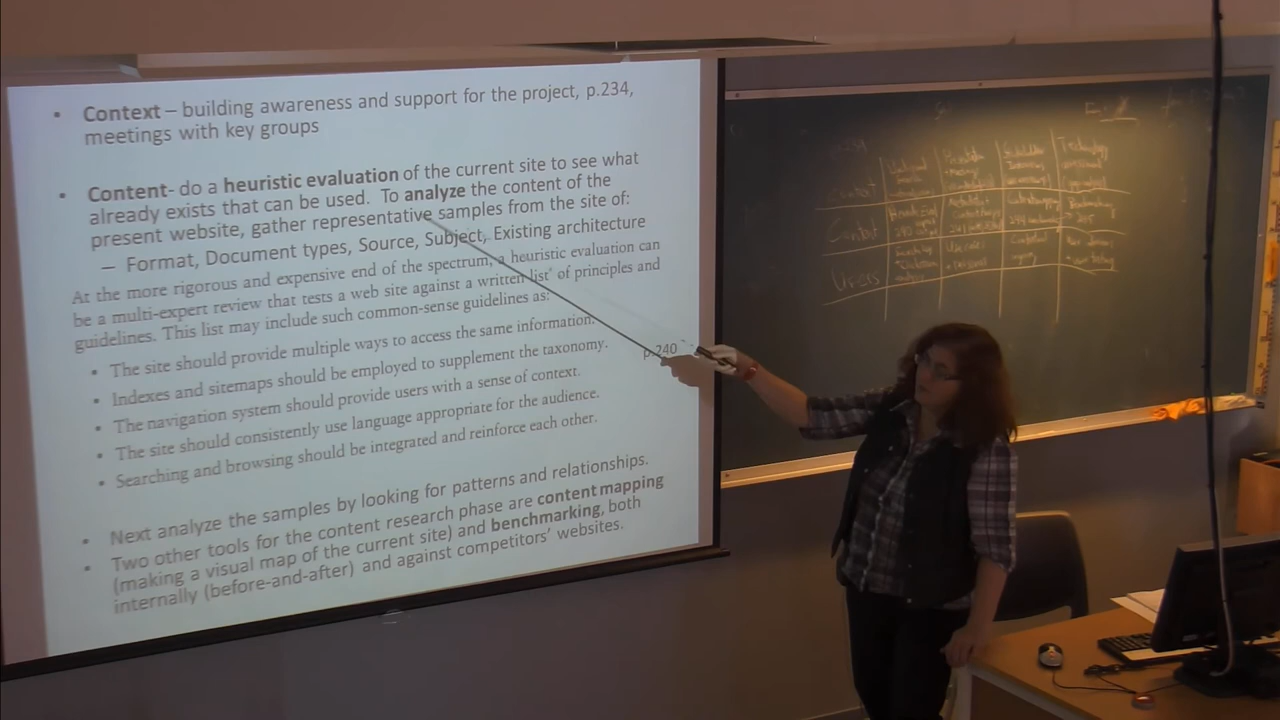 • Context – building awareness and support for the project, p.234,
meetings with key groups
• Content- do a heuristic evaluation of the current site to see what
already exists that can be used. To analyze the content of the
present website, gather representative samples from the site of:
– Format, Document types, Source, Subject, Existing architecture
At the more rigorous and expensive end of the spectrum, a heuristic evaluation can
be a multi-expert review that tests a web site against a written list of principles and
guidelines. This list may include such common-sense guidelines as:
• The site should provide multiple ways to access the same information.
• Indexes and sitemaps should be employed to supplement the taxonomy.
p.240
• The navigation system should provide users with a sense of context.
• The site should consistently use language appropriate for the audience.
• Searching and browsing should be integrated and reinforce each other.
• Next analyze the samples by looking for patterns and relationships.
• Two other tools for the content research phase are content mapping
(making a visual map of the current site) and benchmarking, both
internally (before-and-after) and against competitors' websites.
Technology
Context
Content
Users